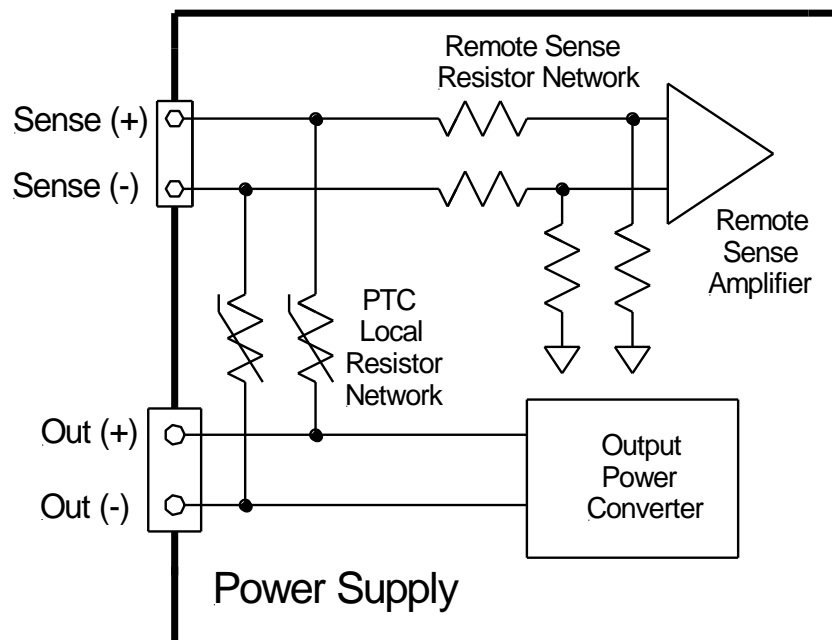 Remote Sense
Resistor Network
Sense (+)
Sense (-)
Remote
Sense
Amplifier
PTC
Local
Resistor
Network
Out (+)
Out (-)
Output
Power
Converter
Power Supply